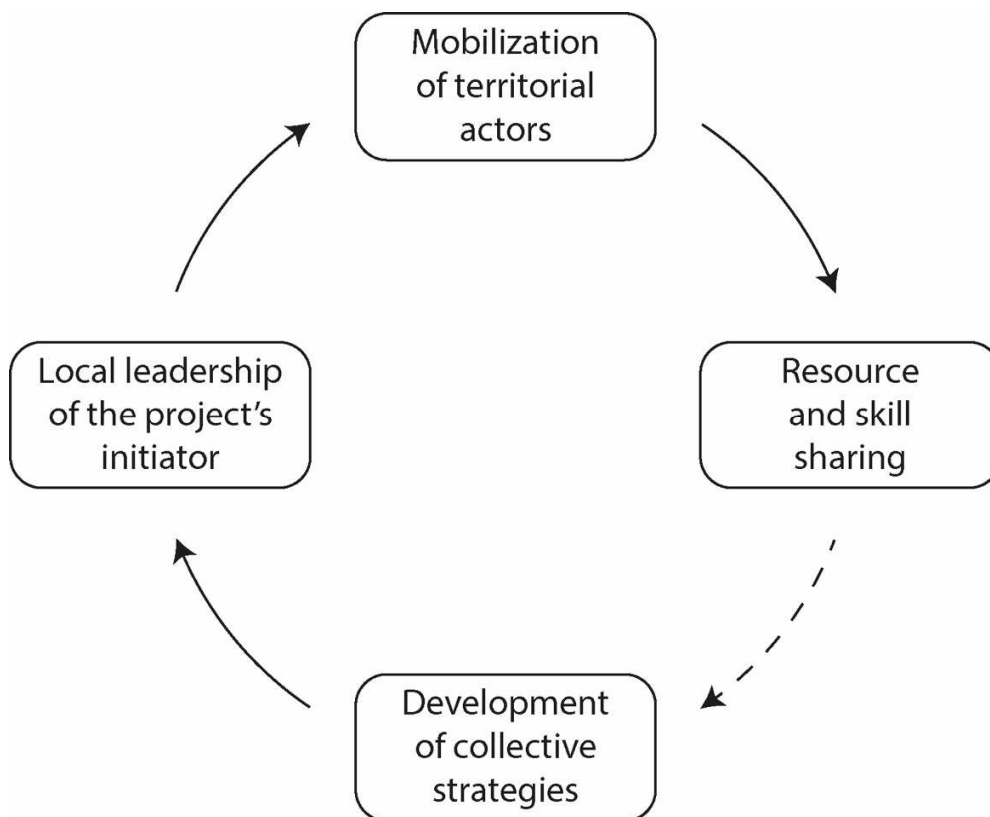 Mobilization
of territorial
actors
Local leadership
of the project’s
initiator
Resource
and skill
sharing
Development
of collective
strategies